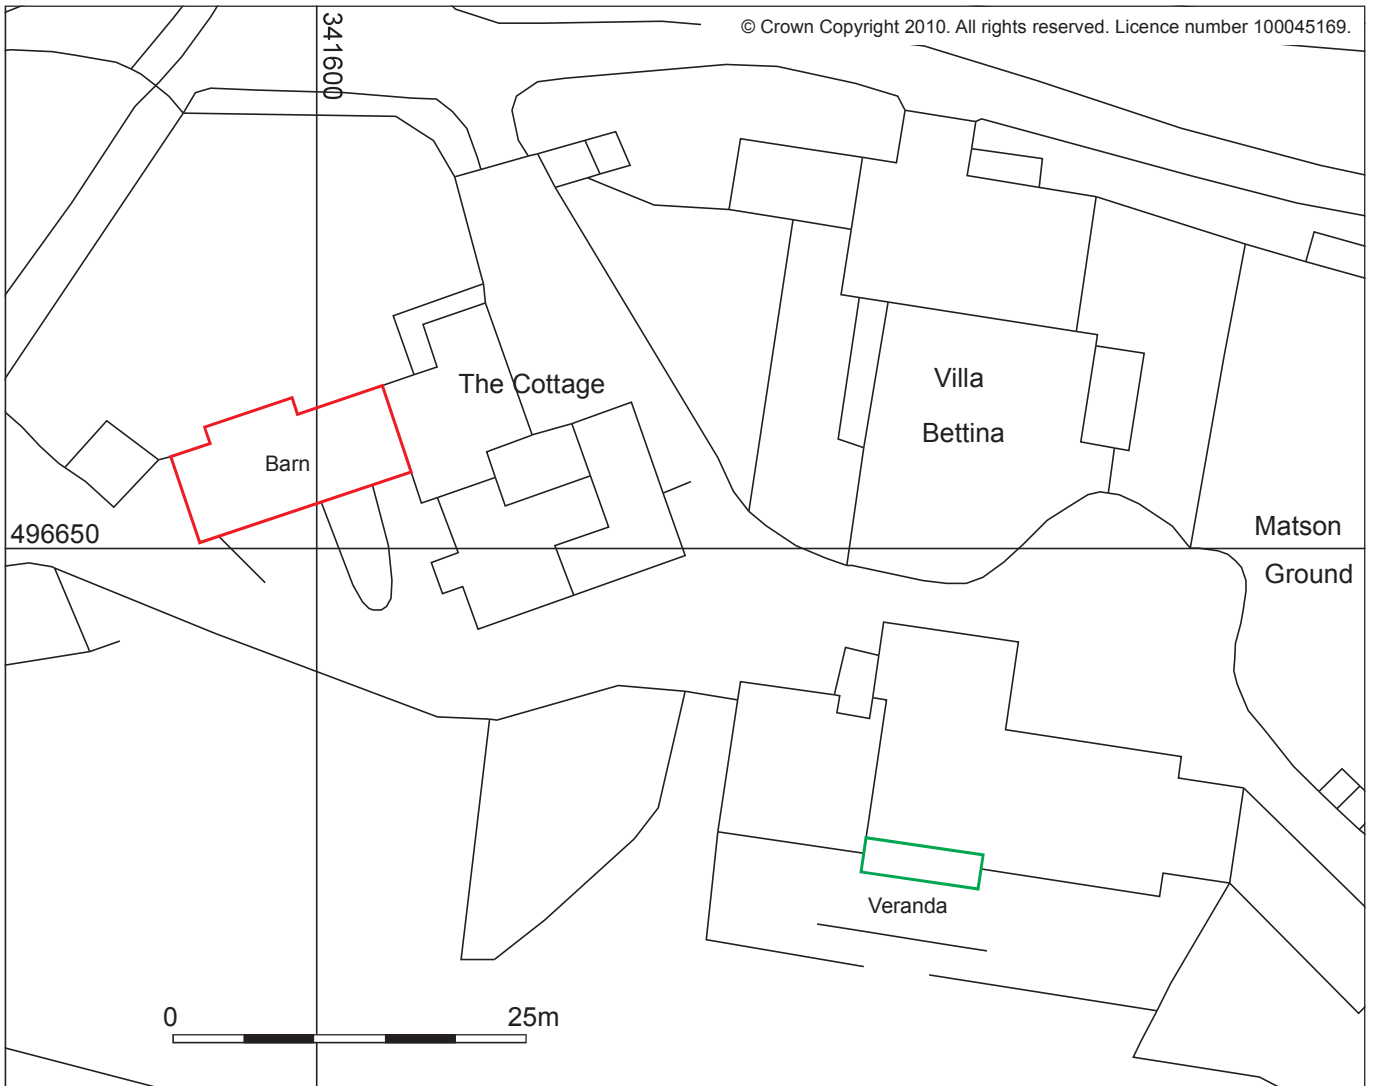 © Crown Copyright 2010. All rights reserved. Licence number 100045169.
341600
The Cottage
Villa
Bettina
Barn
496650
Matson
Ground
Veranda
0 25m